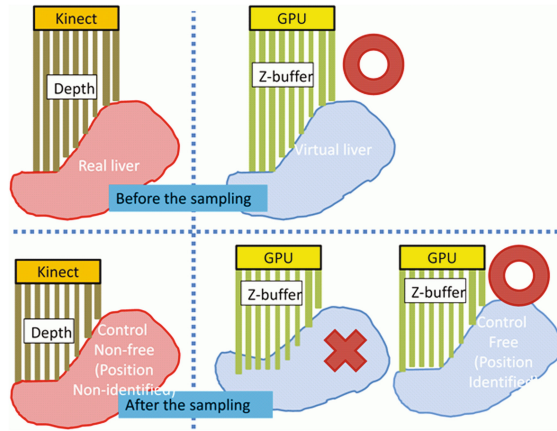 Kinect
GPU
Depth
Z-buffer
Real liver
Virtual liver
Before the sampling
Kinect
GPU
GPU
Depth
Z-buffer
Z-buffer
Control
Non-free
(Position
Non-identified)
Control
Free
(Position
Identified)
After the sampling